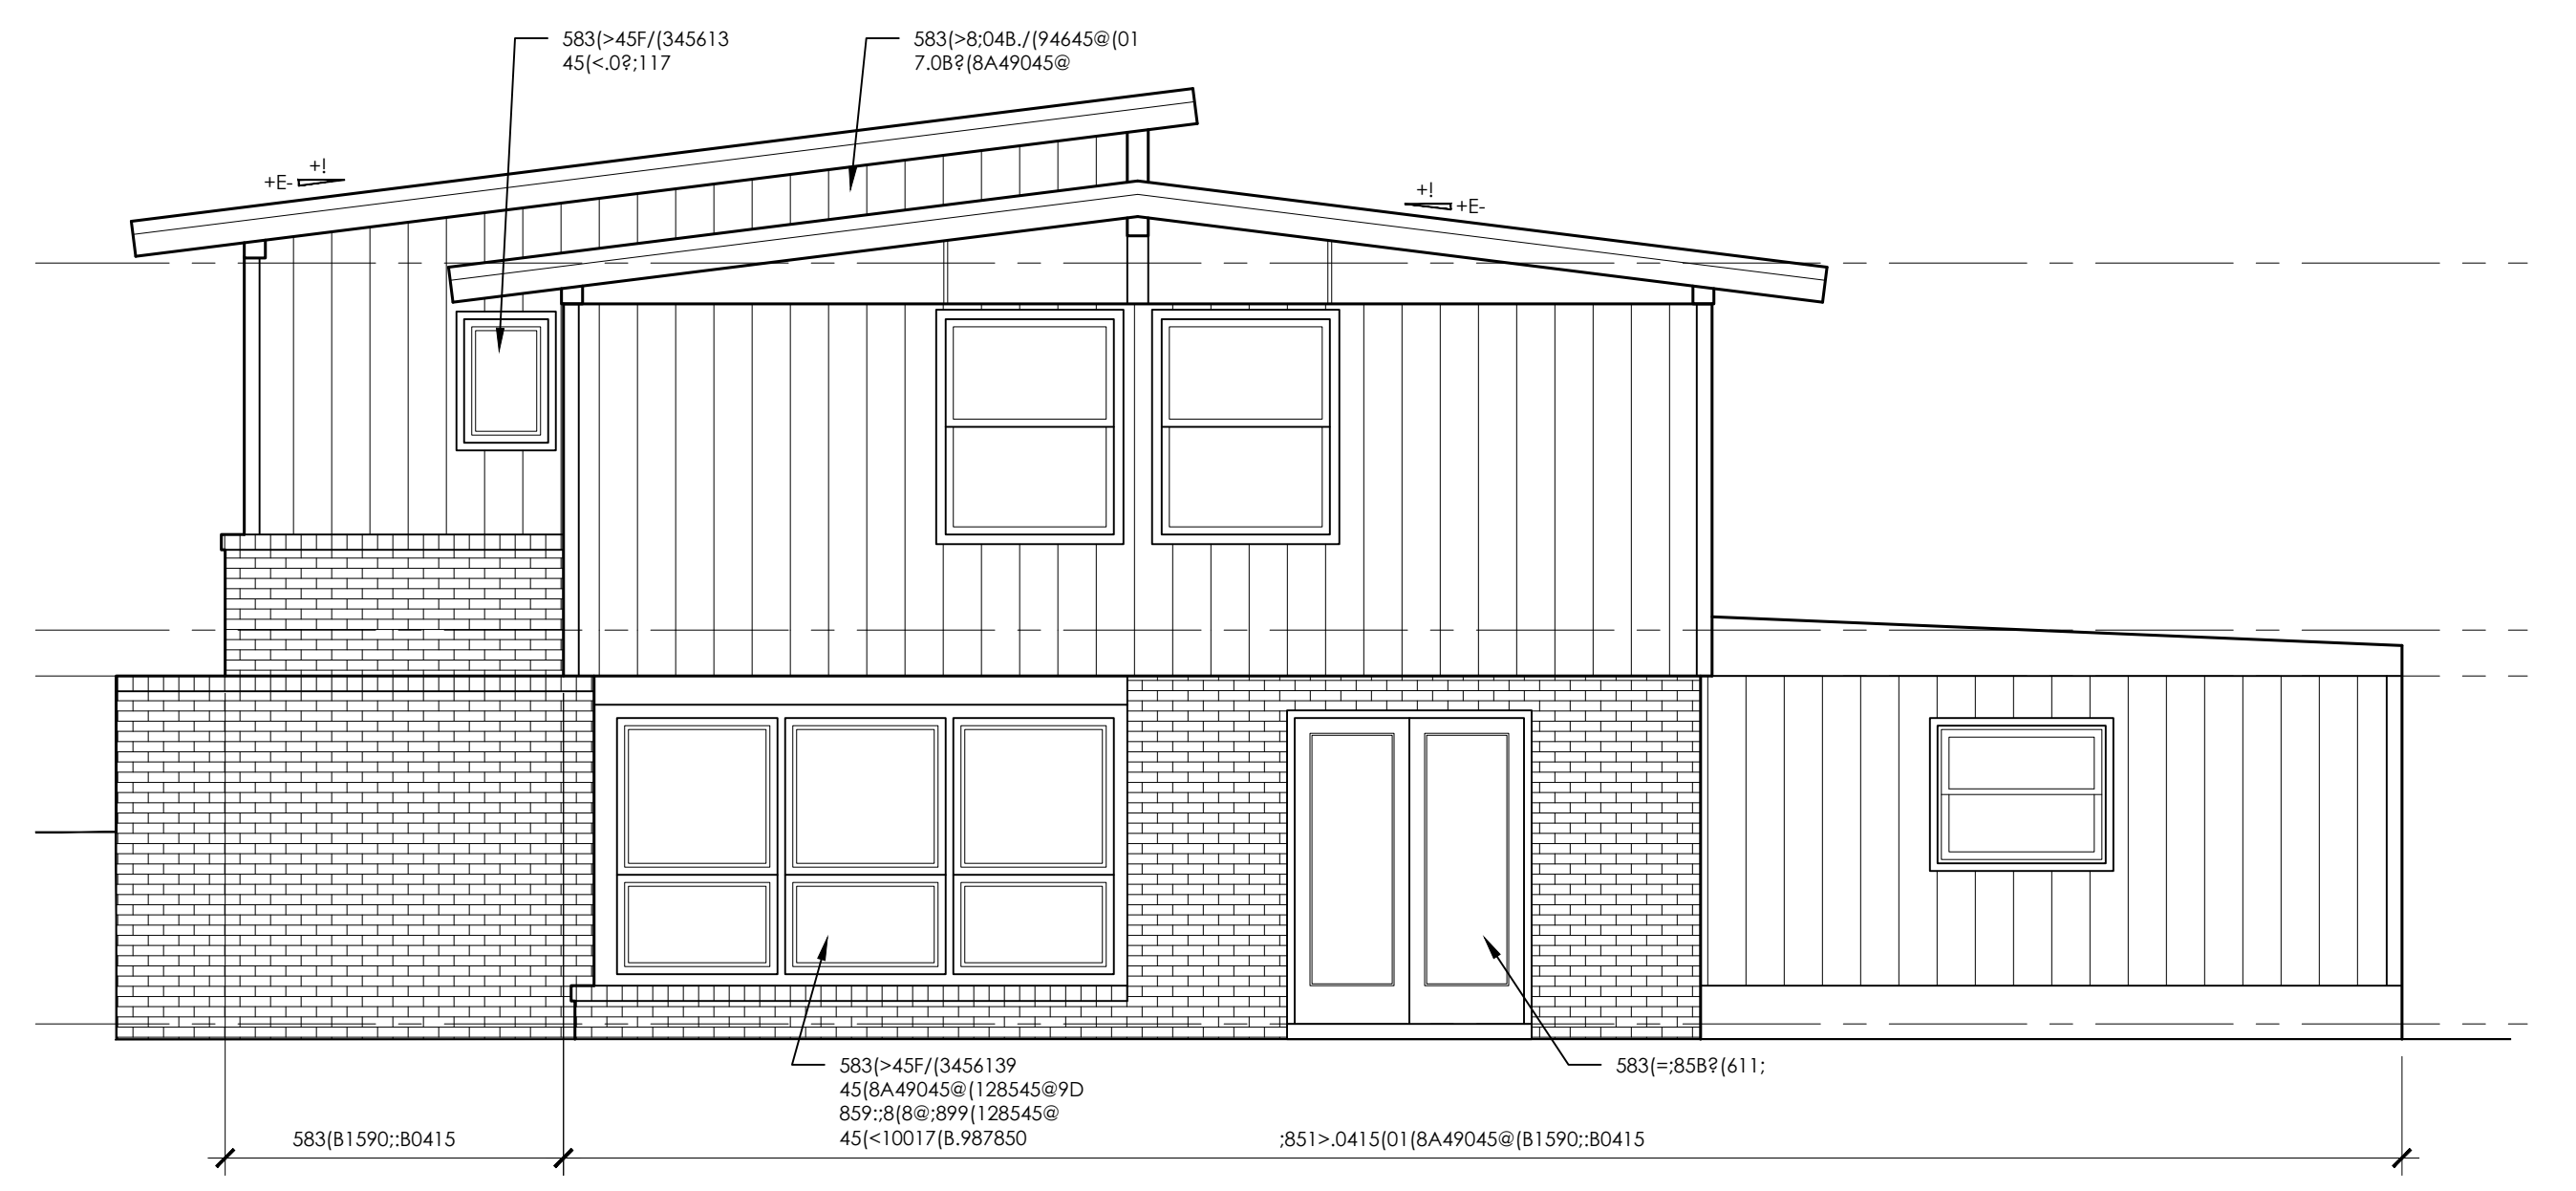 583(>45F/(345613
45(<.0?;117
583(>8;04B./(94645@(01
7.0B?(8A49045@
+!
+E-
+!
+E-
583(>45F/(3456139
45(8A49045@(128545@9D
859:;8(8@;899(128545@
45(<10017(B.987850
583(=;85B?(611;
583(B1590;:B0415
;851>.0415(01(8A49045@(B1590;:B0415